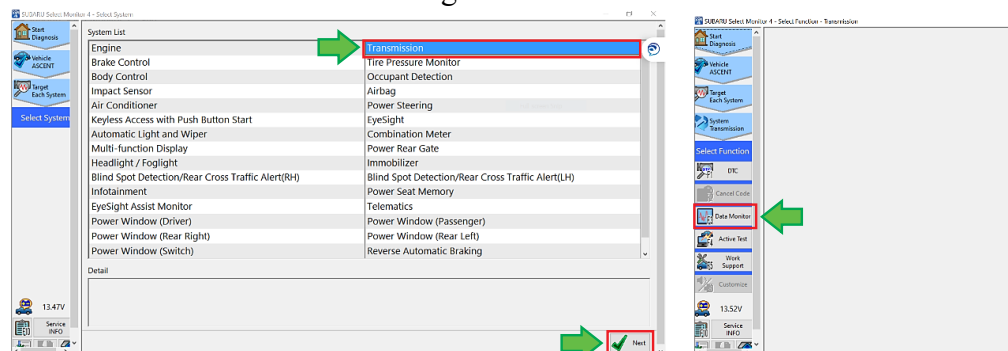 SUBARU Select Monitor 4 - Select System
Start
Diagnosis
Vehicle
ASCENT
Target
Each System
Select System
13.47V
Service
INFO
System List
Engine
Transmission
Brake Control
Tire Pressure Monitor
Body Control
Occupant Detection
Impact Sensor
Airbag
Air Conditioner
Power Steering
Keyless Access with Push Button Start
EyeSight
Automatic Light and Wiper
Combination Meter
Multi-function Display
Power Rear Gate
Headlight / Foglight
Immobilizer
Blind Spot Detection/Rear Cross Traffic Alert(RH)
Blind Spot Detection/Rear Cross Traffic Alert(LH)
Infotainment
Power Seat Memory
EyeSight Assist Monitor
Telematics
Power Window (Driver)
Power Window (Passenger)
Power Window (Rear Right)
Power Window (Rear Left)
Power Window (Switch)
Reverse Automatic Braking
Detail
Next
SUBARU Select Monitor 4 - Select Function - Transmission
Start
Diagnosis
Vehicle
ASCENT
Target
Each System
System
Transmission
Select Function
DTC
Cancel Code
Data Monitor
Active Test
Work
Support
Customize
13.52V
Service
INFO